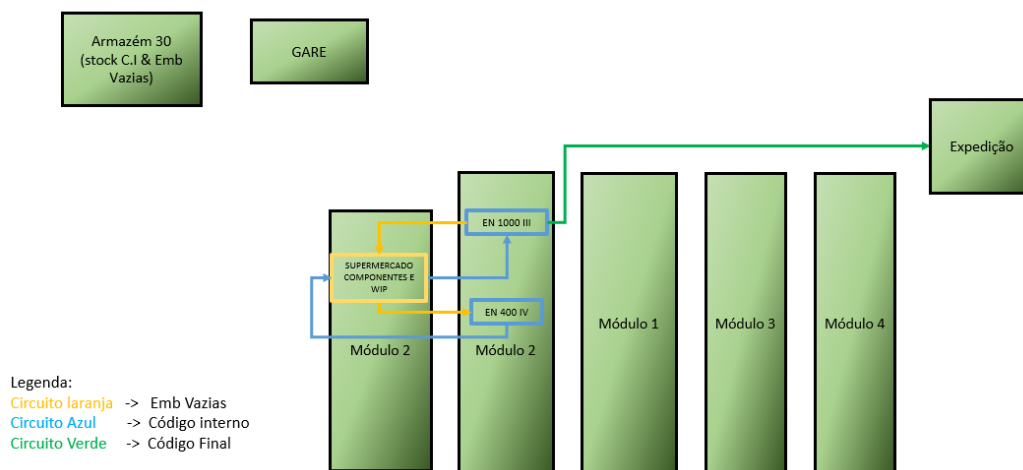 Armazém 30
(stock C.I & Emb
Vazias)
GARE
Expedição
EN 1000 III
SUPERMERCADO
COMPONENTES E
WIP
EN 400 IV
Módulo 2
Módulo 2
Módulo 1
Módulo 3
Módulo 4
Legenda:
Circuito laranja -> Emb Vazias
Circuito Azul -> Código interno
Circuito Verde -> Código Final